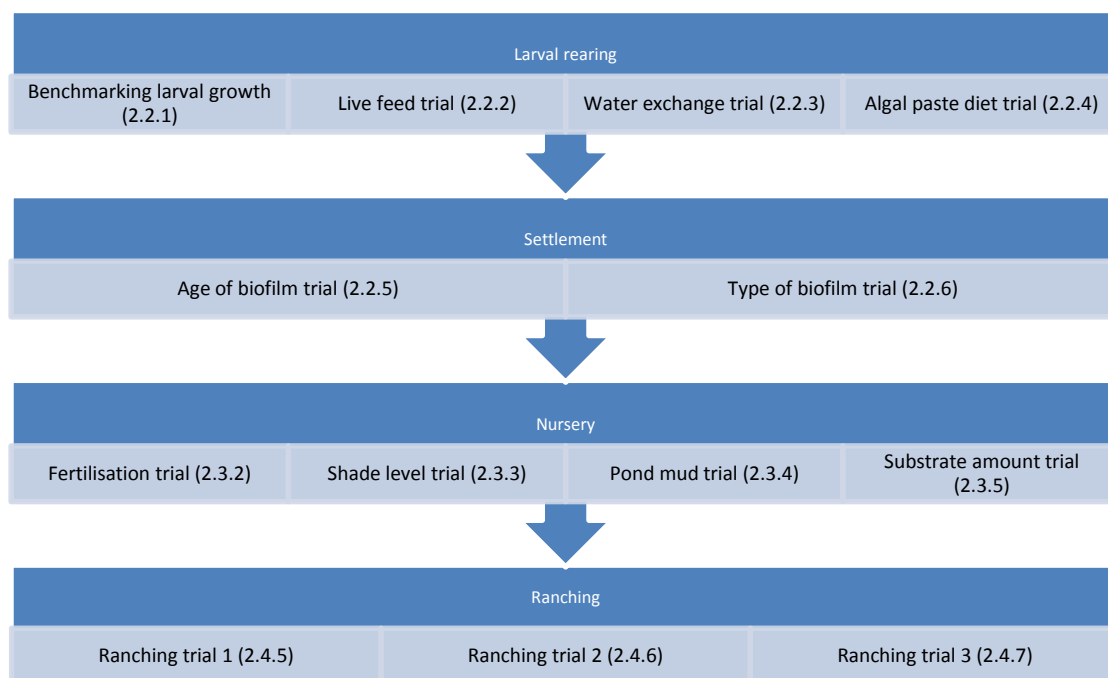 Larval rearing
Benchmarking larval growth
(2.2.1)
Live feed trial (2.2.2)
Water exchange trial (2.2.3)
Algal paste diet trial (2.2.4)
Settlement
Age of biofilm trial (2.2.5)
Type of biofilm trial (2.2.6)
Nursery
Fertilisation trial (2.3.2)
Shade level trial (2.3.3)
Pond mud trial (2.3.4)
Substrate amount trial
(2.3.5)
Ranching
Ranching trial 1 (2.4.5)
Ranching trial 2 (2.4.6)
Ranching trial 3 (2.4.7)